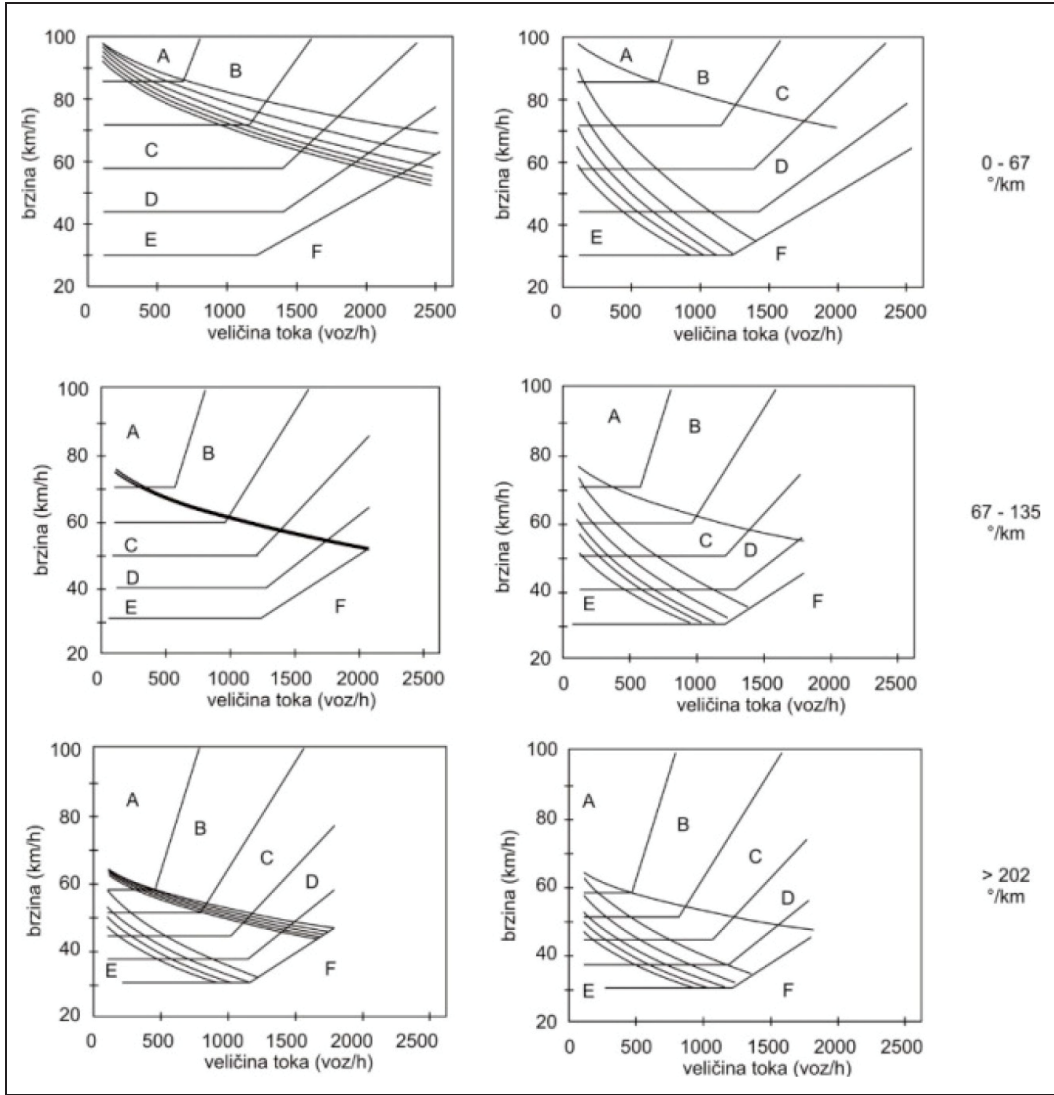 100
80
60
40
20
brzina (km/h)
A
B
C
D
E
F
0 500 1000 1500 2000 2500
veličina toka (voz/h)
100
80
60
40
20
brzina (km/h)
A
B
C
D
E
F
0 500 1000 1500 2000 2500
veličina toka (voz/h)
0 - 67
°/km
100
80
60
40
20
brzina (km/h)
A
B
C
D
E
F
0 500 1000 1500 2000 2500
veličina toka (voz/h)
100
80
60
40
20
brzina (km/h)
A
B
C
D
E
F
0 500 1000 1500 2000 2500
veličina toka (voz/h)
67 - 135
°/km
100
80
60
40
20
brzina (km/h)
A
B
C
D
E
F
0 500 1000 1500 2000 2500
veličina toka (voz/h)
100
80
60
40
20
brzina (km/h)
A
B
C
D
E
F
0 500 1000 1500 2000 2500
veličina toka (voz/h)
> 202
°/km